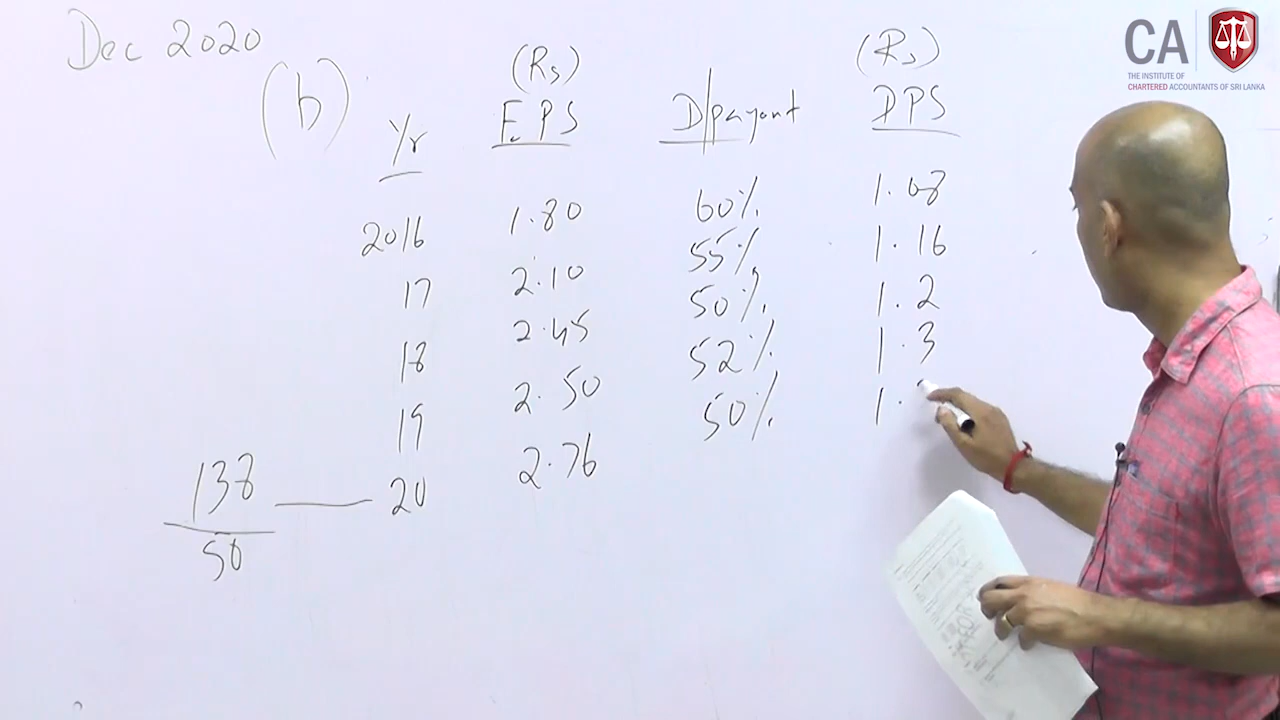 Dec 2020
CA
THE INSTITUTE OF
CHARTERED ACCOUNTANTS OF SRI LANKA
(b)
Yr (Rs) EPS D/payout (Rs) DPS
2016 1.80 60% 1.08
17 2.10 55% 1.16
18 2.45 50% 1.2
19 2.50 52% 1.3
20 2.76 50% 1.
138
50